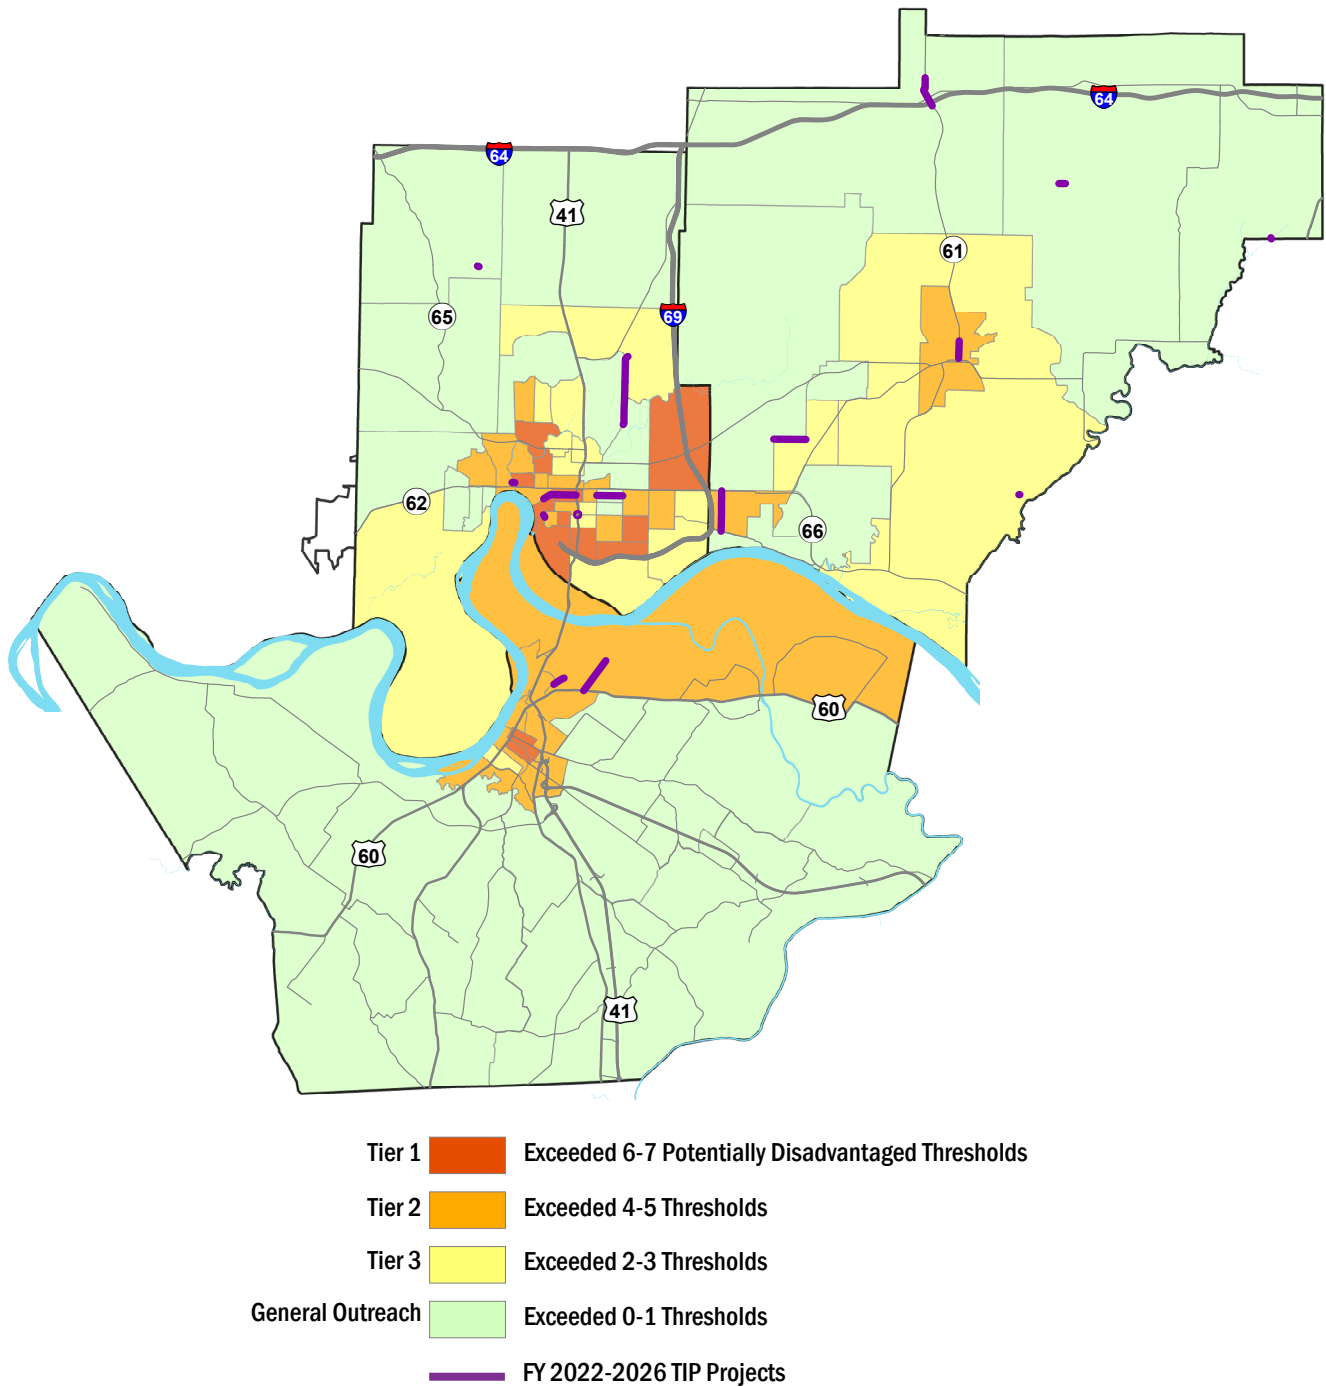 64
64
41
61
65
69
62
66
60
60
41
Tier 1 Exceeded 6-7 Potentially Disadvantaged Thresholds
Tier 2 Exceeded 4-5 Thresholds
Tier 3 Exceeded 2-3 Thresholds
General Outreach Exceeded 0-1 Thresholds
FY 2022-2026 TIP Projects